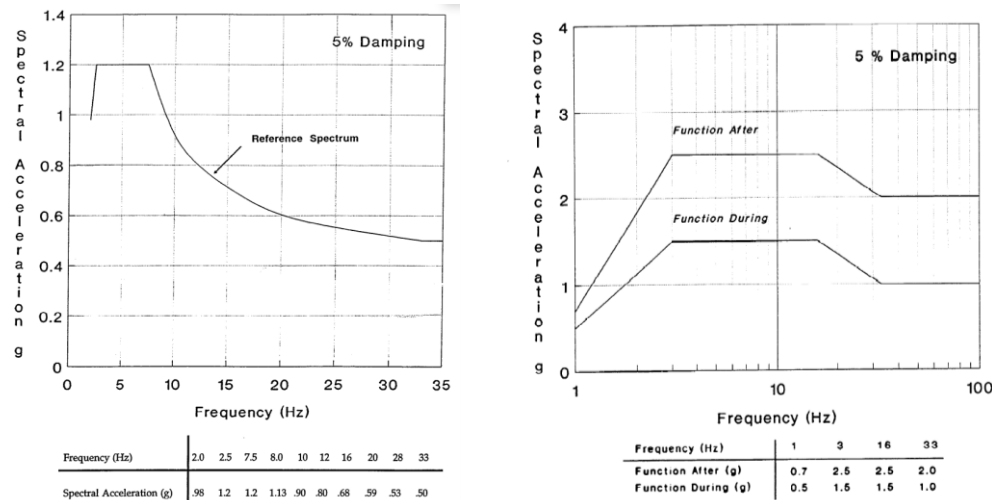 1.4
1.2
1
0.8
0.6
0.4
0.2
0
Spectral Acceleration g
5% Damping
Reference Spectrum
0 5 10 15 20 25 30 35
Frequency (Hz)
Frequency (Hz) 2.0 2.5 7.5 8.0 10 12 16 20 28 33
Spectral Acceleration (g) .98 1.2 1.2 1.13 .90 .80 .68 .59 .53 .50
4
3
2
1
0
Spectral Acceleration g
5 % Damping
Function After
Function During
1 10 100
Frequency (Hz)
Frequency (Hz) 1 3 16 33
Function After (g) 0.7 2.5 2.5 2.0
Function During (g) 0.5 1.5 1.5 1.0